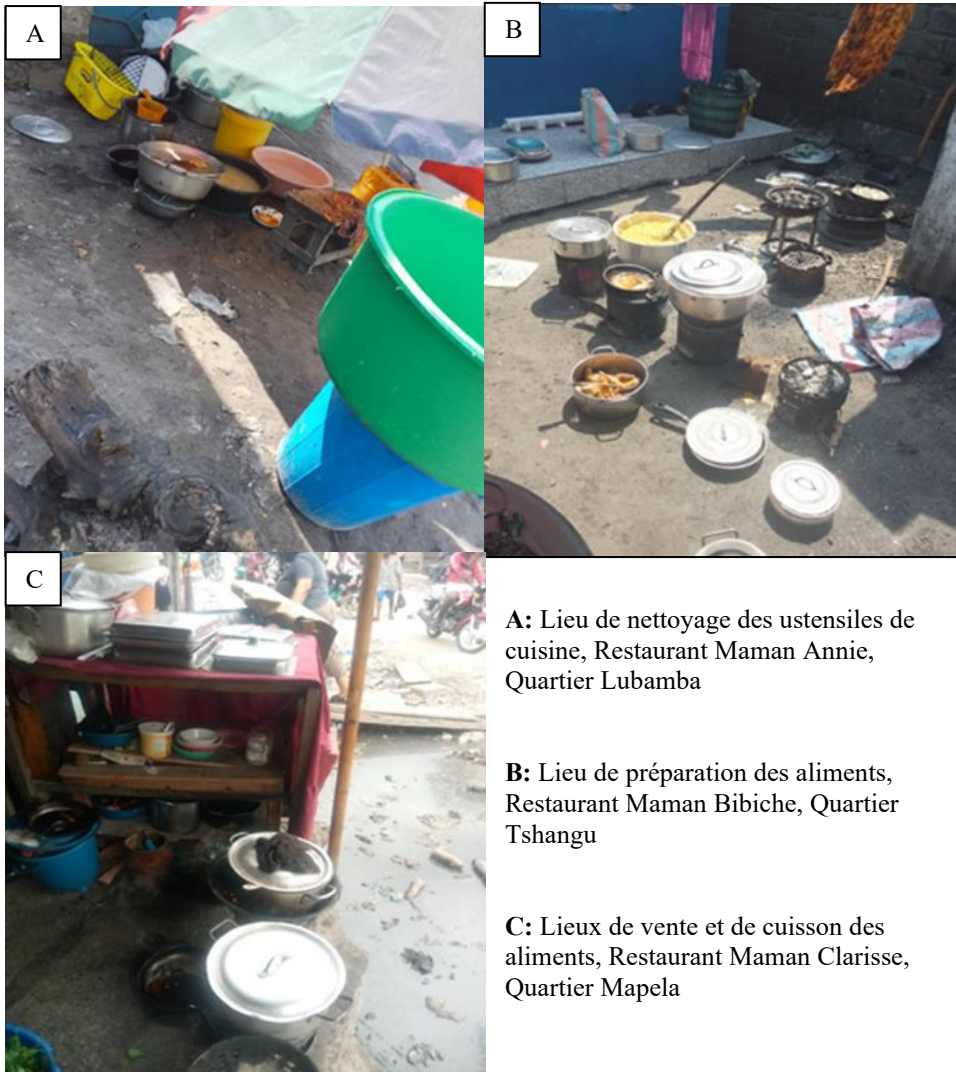 A
B
C
A: Lieu de nettoyage des ustensiles de
cuisine, Restaurant Maman Annie,
Quartier Lubamba
B: Lieu de préparation des aliments,
Restaurant Maman Bibiche, Quartier
Tshangu
C: Lieux de vente et de cuisson des
aliments, Restaurant Maman Clarisse,
Quartier Mapela